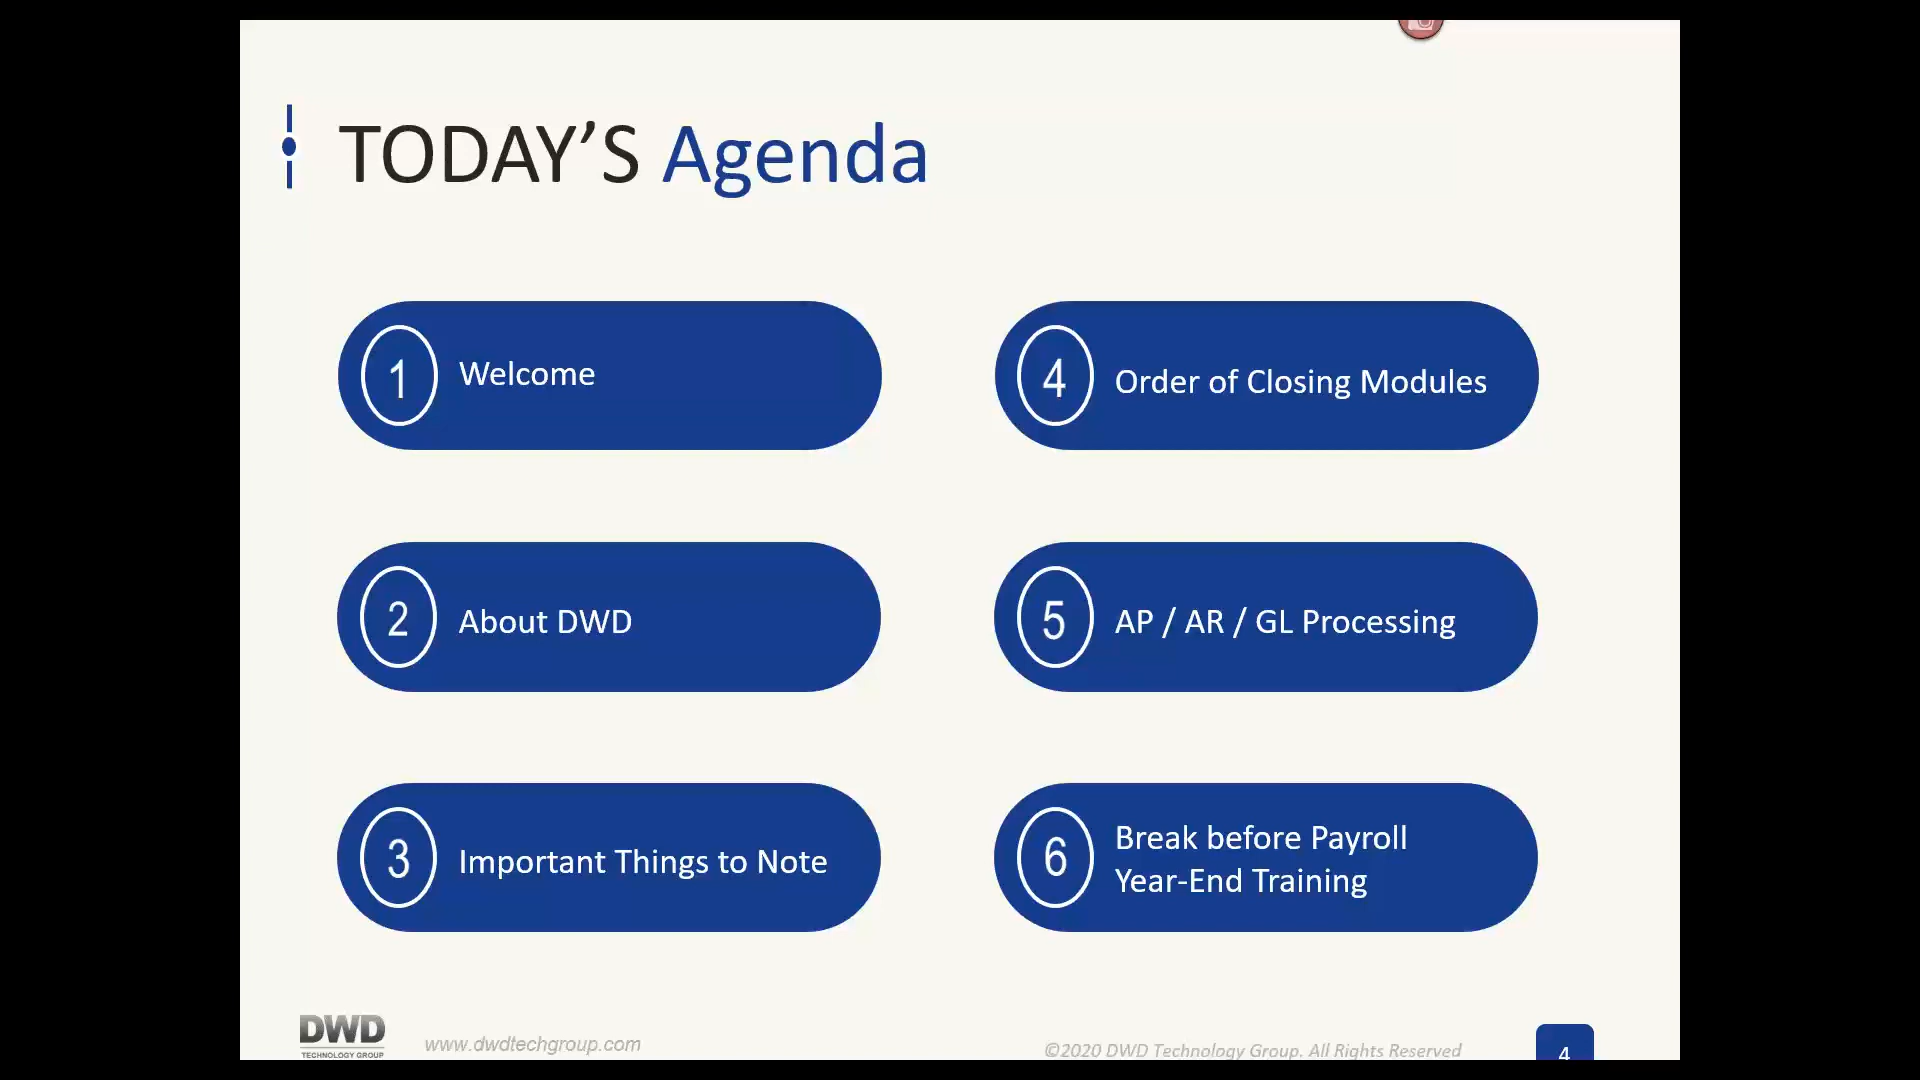 TODAY’S Agenda
1 Welcome
2 About DWD
3 Important Things to Note
4 Order of Closing Modules
5 AP / AR / GL Processing
6 Break before Payroll
Year-End Training
DWD
TECHNOLOGY GROUP
www.dwdtechgroup.com
©2020 DWD Technology Group. All Rights Reserved
4